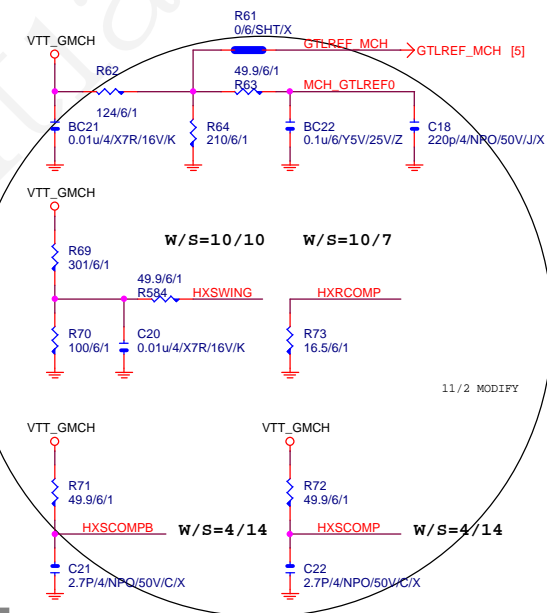 R61
0/6/SHT/X
VTT_GMCH
GTLREF_MCH
GTLREF_MCH [5]
R62
49.9/6/1
R63
MCH_GTLREF0
124/6/1
BC21
0.01u/4/X7R/16V/K
R64
210/6/1
BC22
0.1u/6/Y5V/25V/Z
C18
220p/4/NPO/50V/J/X
VTT_GMCH
W/S=10/10
W/S=10/7
R69
301/6/1
49.9/6/1
R584
HXSWING
HXRCOMP
R70
100/6/1
C20
0.01u/4/X7R/16V/K
R73
16.5/6/1
11/2 MODIFY
VTT_GMCH
VTT_GMCH
R71
49.9/6/1
R72
49.9/6/1
HXSCOMPB
W/S=4/14
HXSCOMP
W/S=4/14
C21
2.7P/4/NPO/50V/C/X
C22
2.7P/4/NPO/50V/C/X